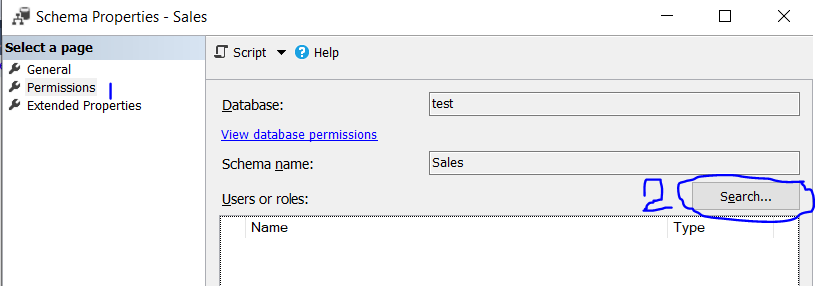 Schema Properties - Sales
Select a page
General
Permissions 1
Extended Properties
Script Help
Database: test
View database permissions
Schema name: Sales
Users or roles: 2 Search...
Name Type